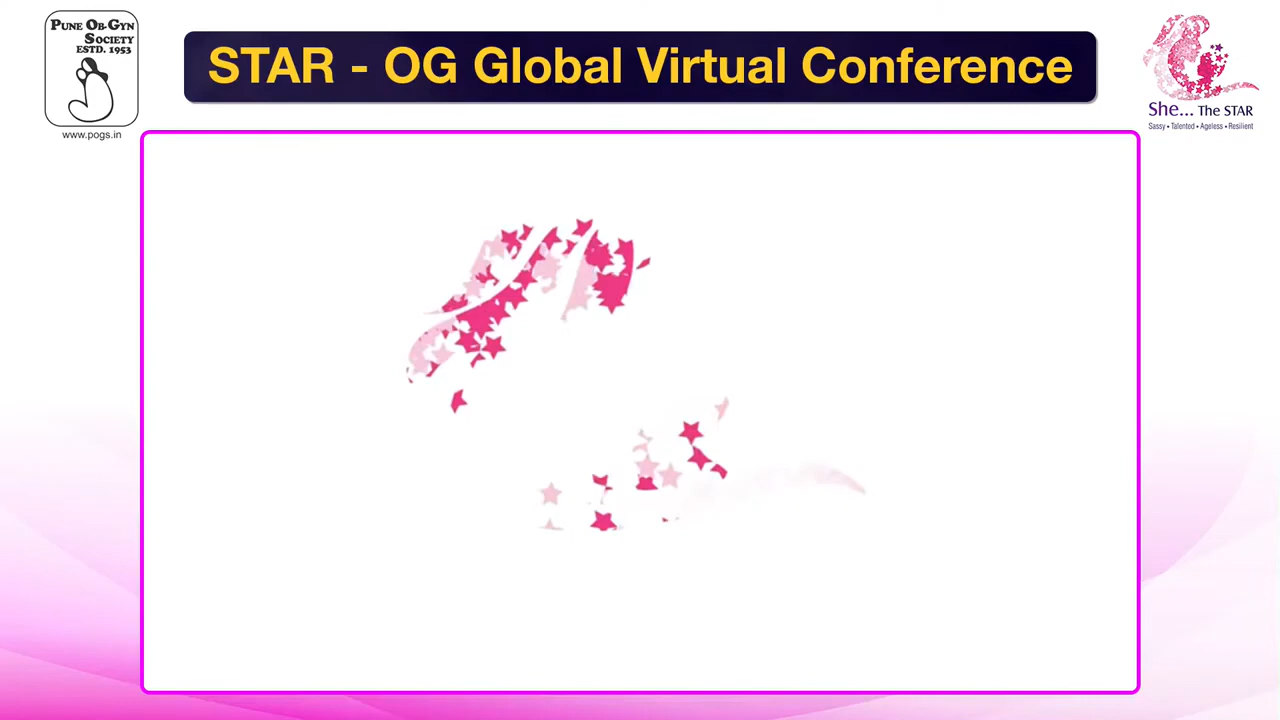 PUNE OB-GYN
SOCIETY
ESTD. 1953
www.pogs.in
STAR - OG Global Virtual Conference
She... The STAR
Sassy • Talented • Ageless • Resilient